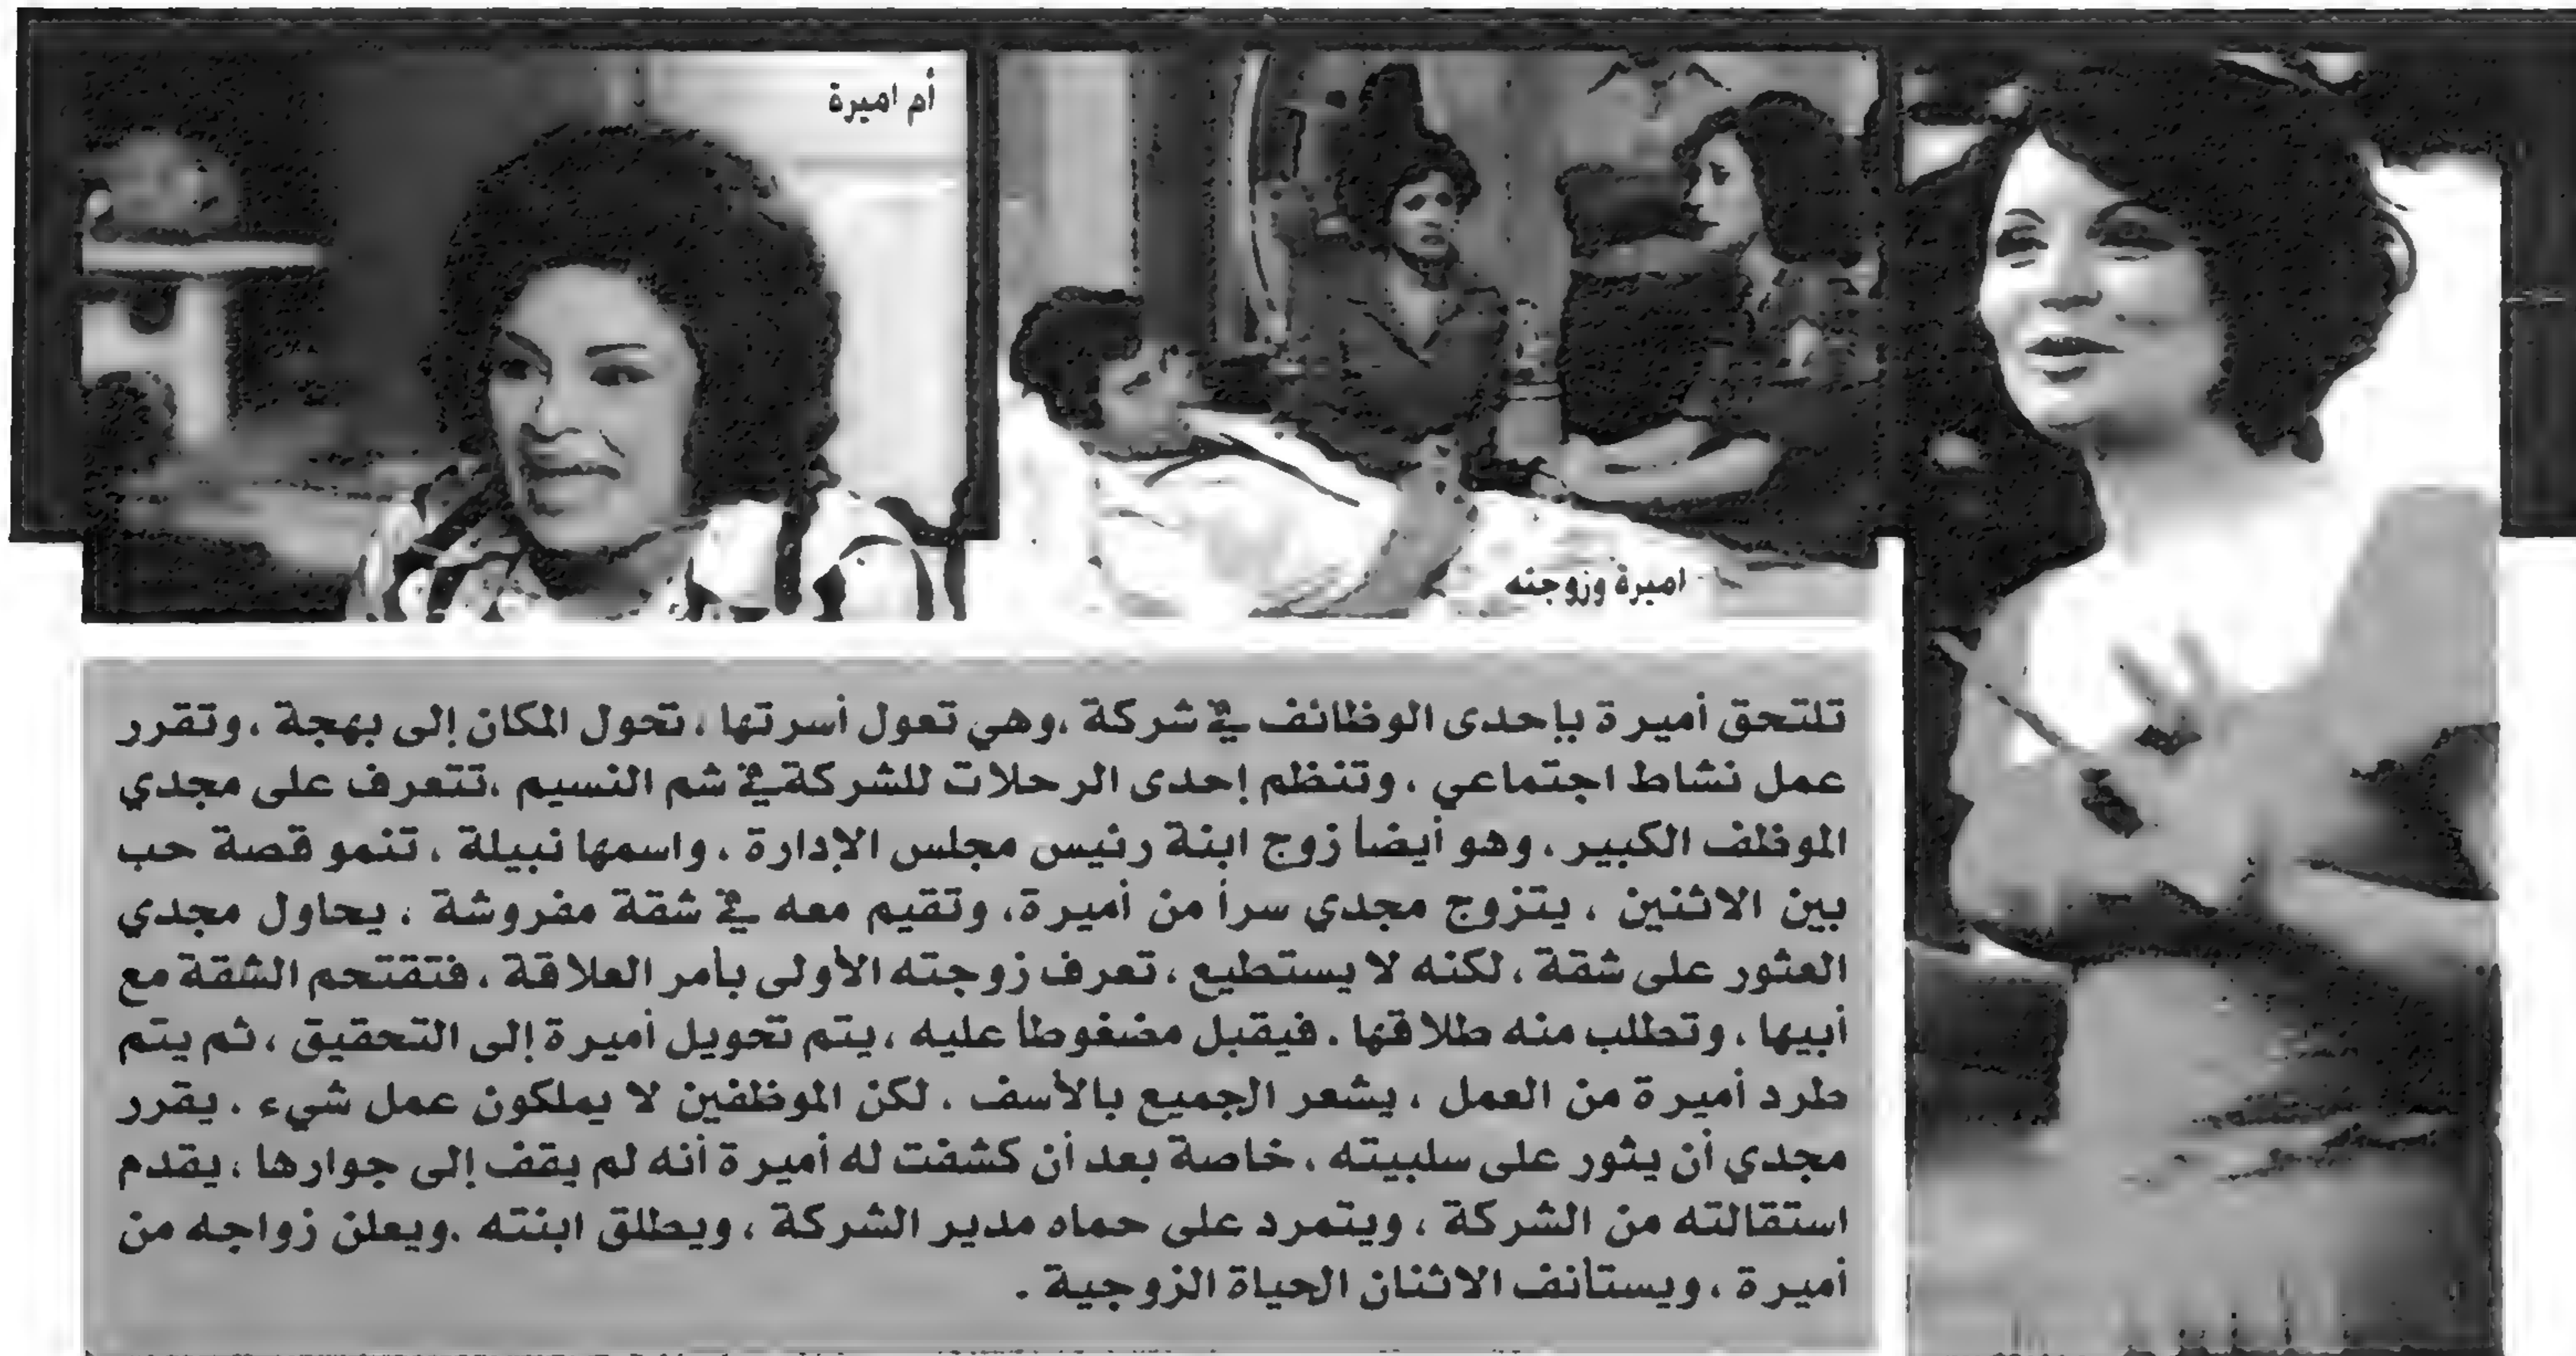 أم اميرة
اميرة وزوجته
تلتحق أميرة بإحدى الوظائف في شركة ،وهي تعول أسرتها ، تحول المكان إلى بهجة ، وتقرر
عمل نشاط اجتماعي ، وتنظم إحدى الرحلات للشركة في شم النسيم ،تتعرف على مجدي
الموظف الكبير ، وهو أيضاً زوج ابنة رئيس مجلس الإدارة ، واسمها نبيلة ، تنمو قصة حب
بين الاثنين ، يتزوج مجدي سراً من أميرة، وتقيم معه في شقة مفروشة ، يحاول مجدي
العثور على شقة ، لكنه لا يستطيع ، تعرف زوجته الأولى بأمر العلاقة ، فتقتحم الشقة مع
أبيها ، وتطلب منه طلاقها . فيقبل مضغوطاً عليه ، يتم تحويل أميرة إلى التحقيق ، ثم يتم
طرد أميرة من العمل ، يشعر الجميع بالأسف ، لكن الموظفين لا يملكون عمل شيء . يقرر
مجدي أن يثور على سلبيته ، خاصة بعد أن كشفت له أميرة أنه لم يقف إلى جوارها ، يقدم
استقالته من الشركة ، ويتمرد على حماه مدير الشركة ، ويطلق ابنته .ويعلن زواجه من
أميرة ، ويستأنف الاثنان الحياة الزوجية .